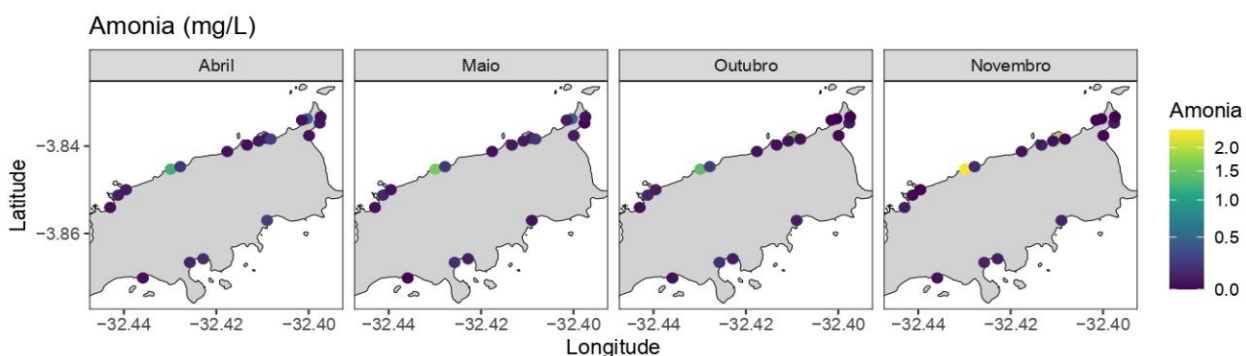 Amonia (mg/L)
Abril Maio Outubro Novembro
Latitude
−3.84
−3.86
−32.44 −32.42 −32.40 −32.44 −32.42 −32.40 −32.44 −32.42 −32.40 −32.44 −32.42 −32.40
Longitude
Amonia
2.0
1.5
1.0
0.5
0.0